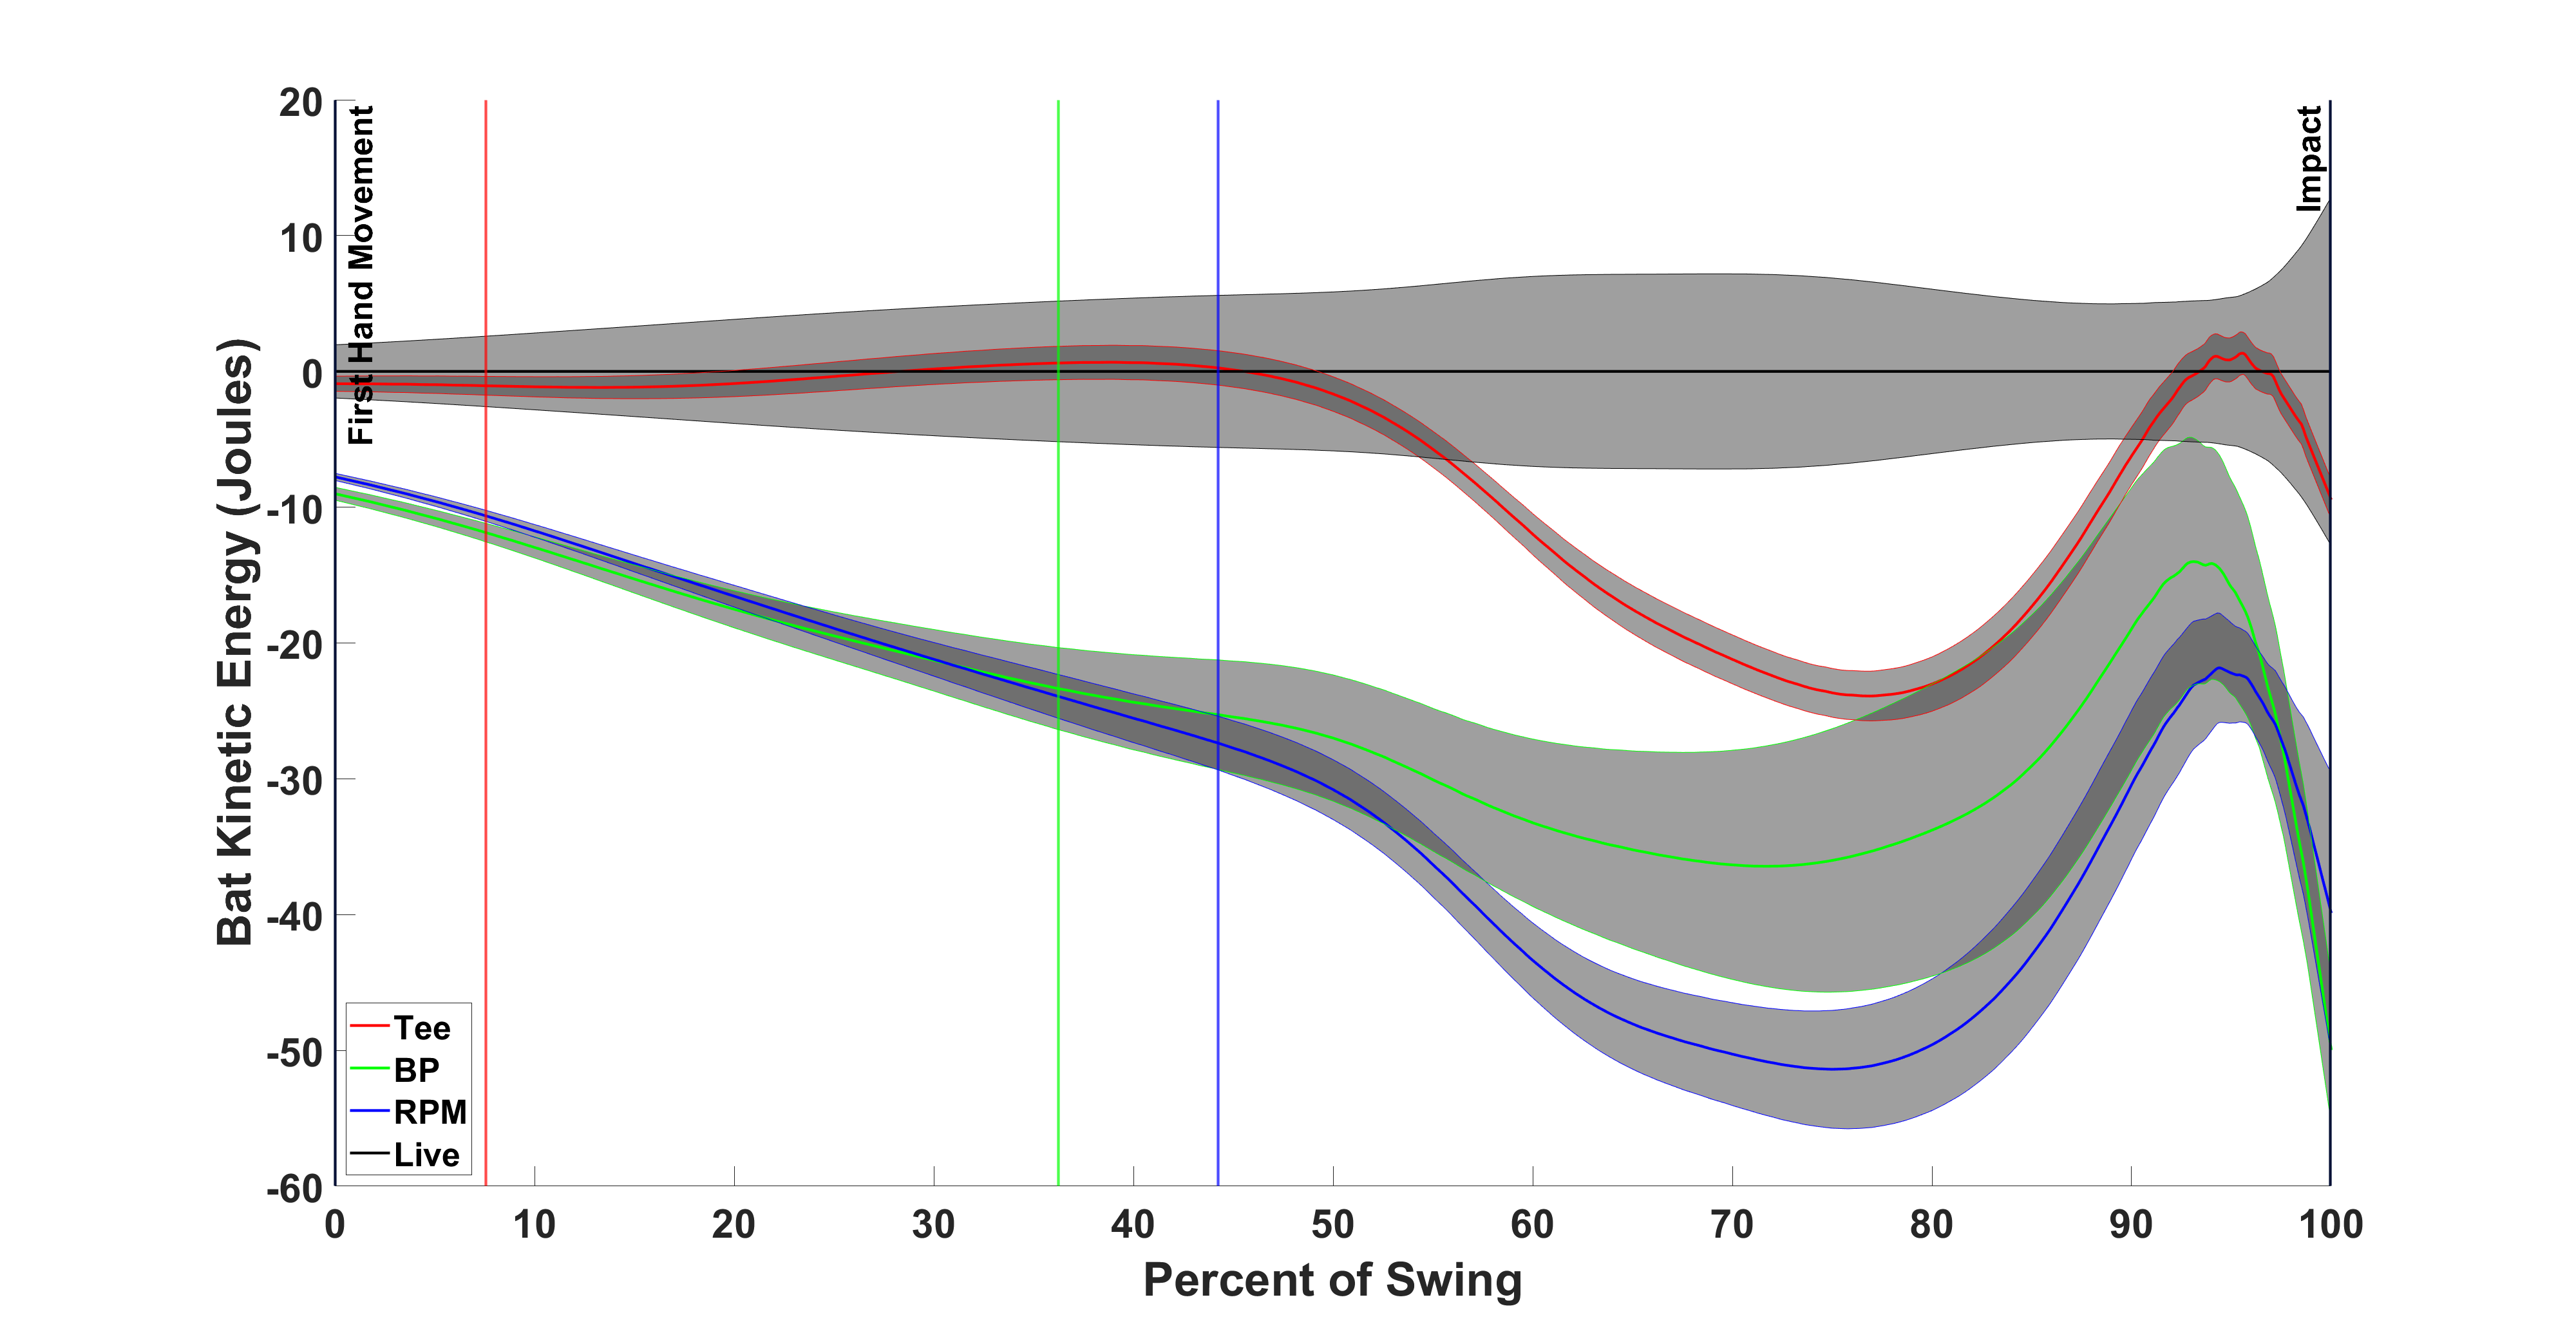 20
10
0
-10
-20
-30
-40
-50
-60
Bat Kinetic Energy (Joules)
First Hand Movement
Impact
Tee
BP
RPM
Live
0 10 20 30 40 50 60 70 80 90 100
Percent of Swing